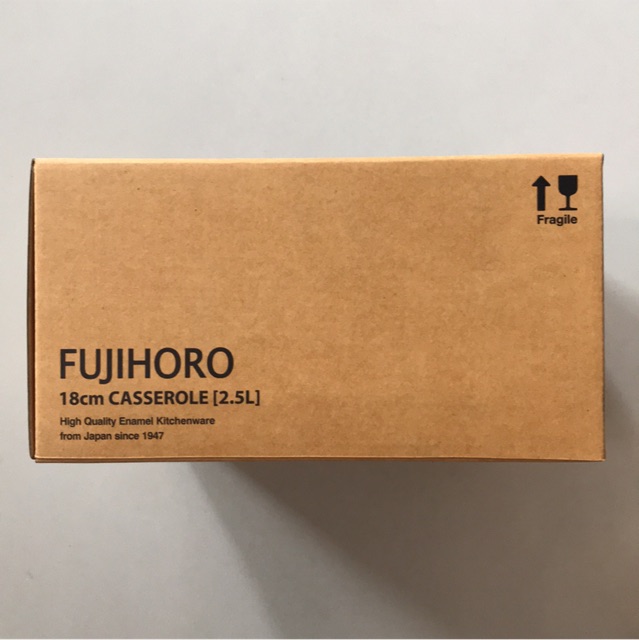 Fragile
FUJIHORO
18cm CASSEROLE [2.5L]
High Quality Enamel Kitchenware
from Japan since 1947